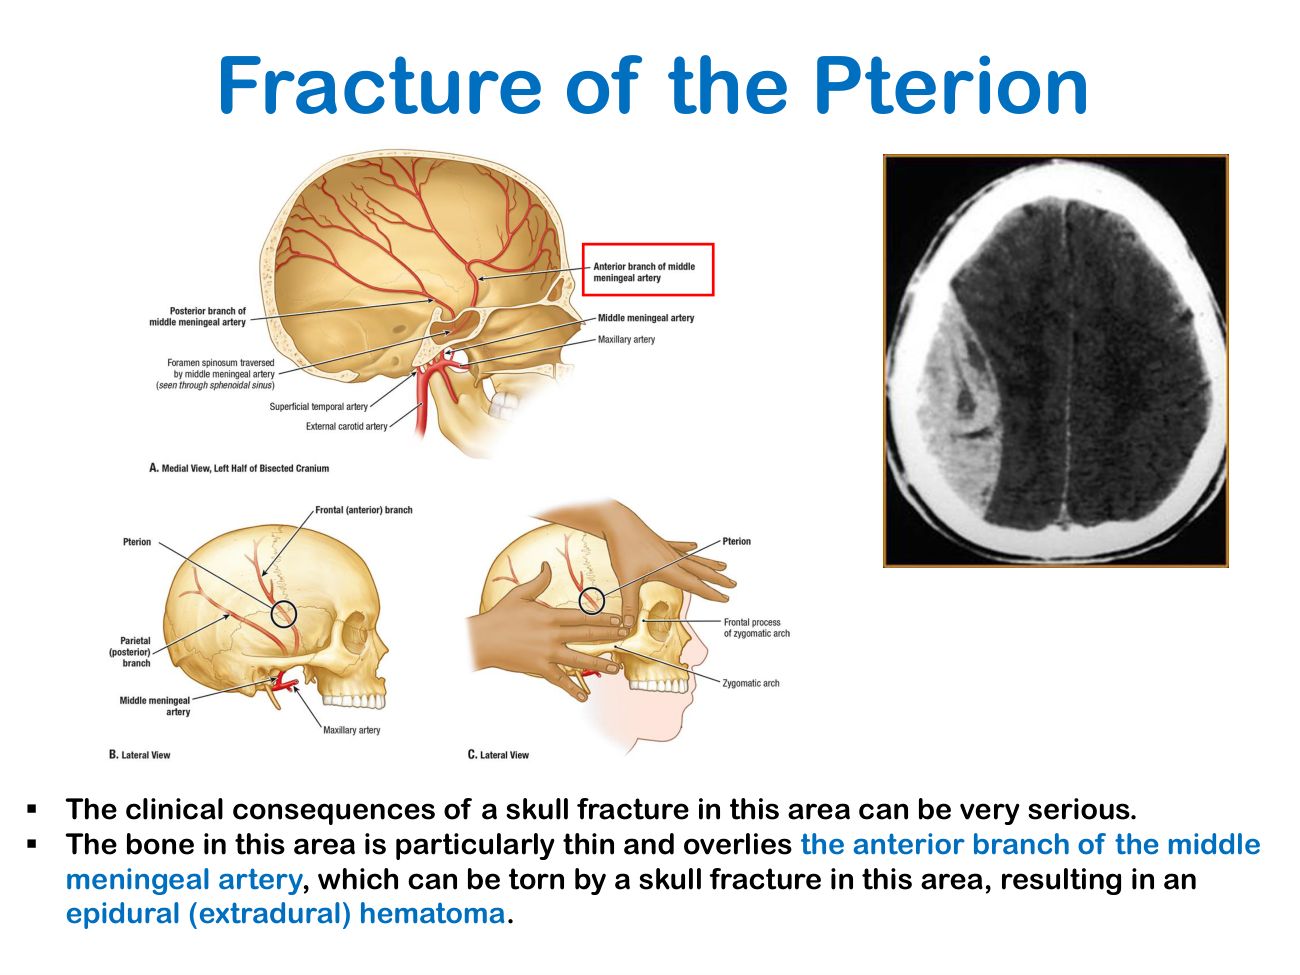 Fracture of the Pterion
Anterior branch of middle
meningeal artery
Posterior branch of
middle meningeal artery
Middle meningeal artery
Maxillary artery
Foramen spinosum traversed
by middle meningeal artery
(seen through sphenoidal sinus)
Superficial temporal artery
External carotid artery
A. Medial View, Left Half of Bisected Cranium
Frontal (anterior) branch
Pterion
Parietal
(posterior)
branch
Middle meningeal
artery
Maxillary artery
B. Lateral View
Pterion
Frontal process
of zygomatic arch
Zygomatic arch
C. Lateral View
▪ The clinical consequences of a skull fracture in this area can be very serious.
▪ The bone in this area is particularly thin and overlies the anterior branch of the middle
meningeal artery, which can be torn by a skull fracture in this area, resulting in an
epidural (extradural) hematoma.